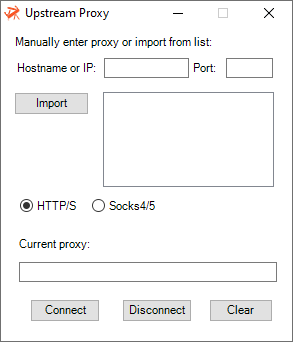 Upstream Proxy
Manually enter proxy or import from list:
Hostname or IP: Port:
Import
HTTP/S Socks4/5
Current proxy:
Connect Disconnect Clear